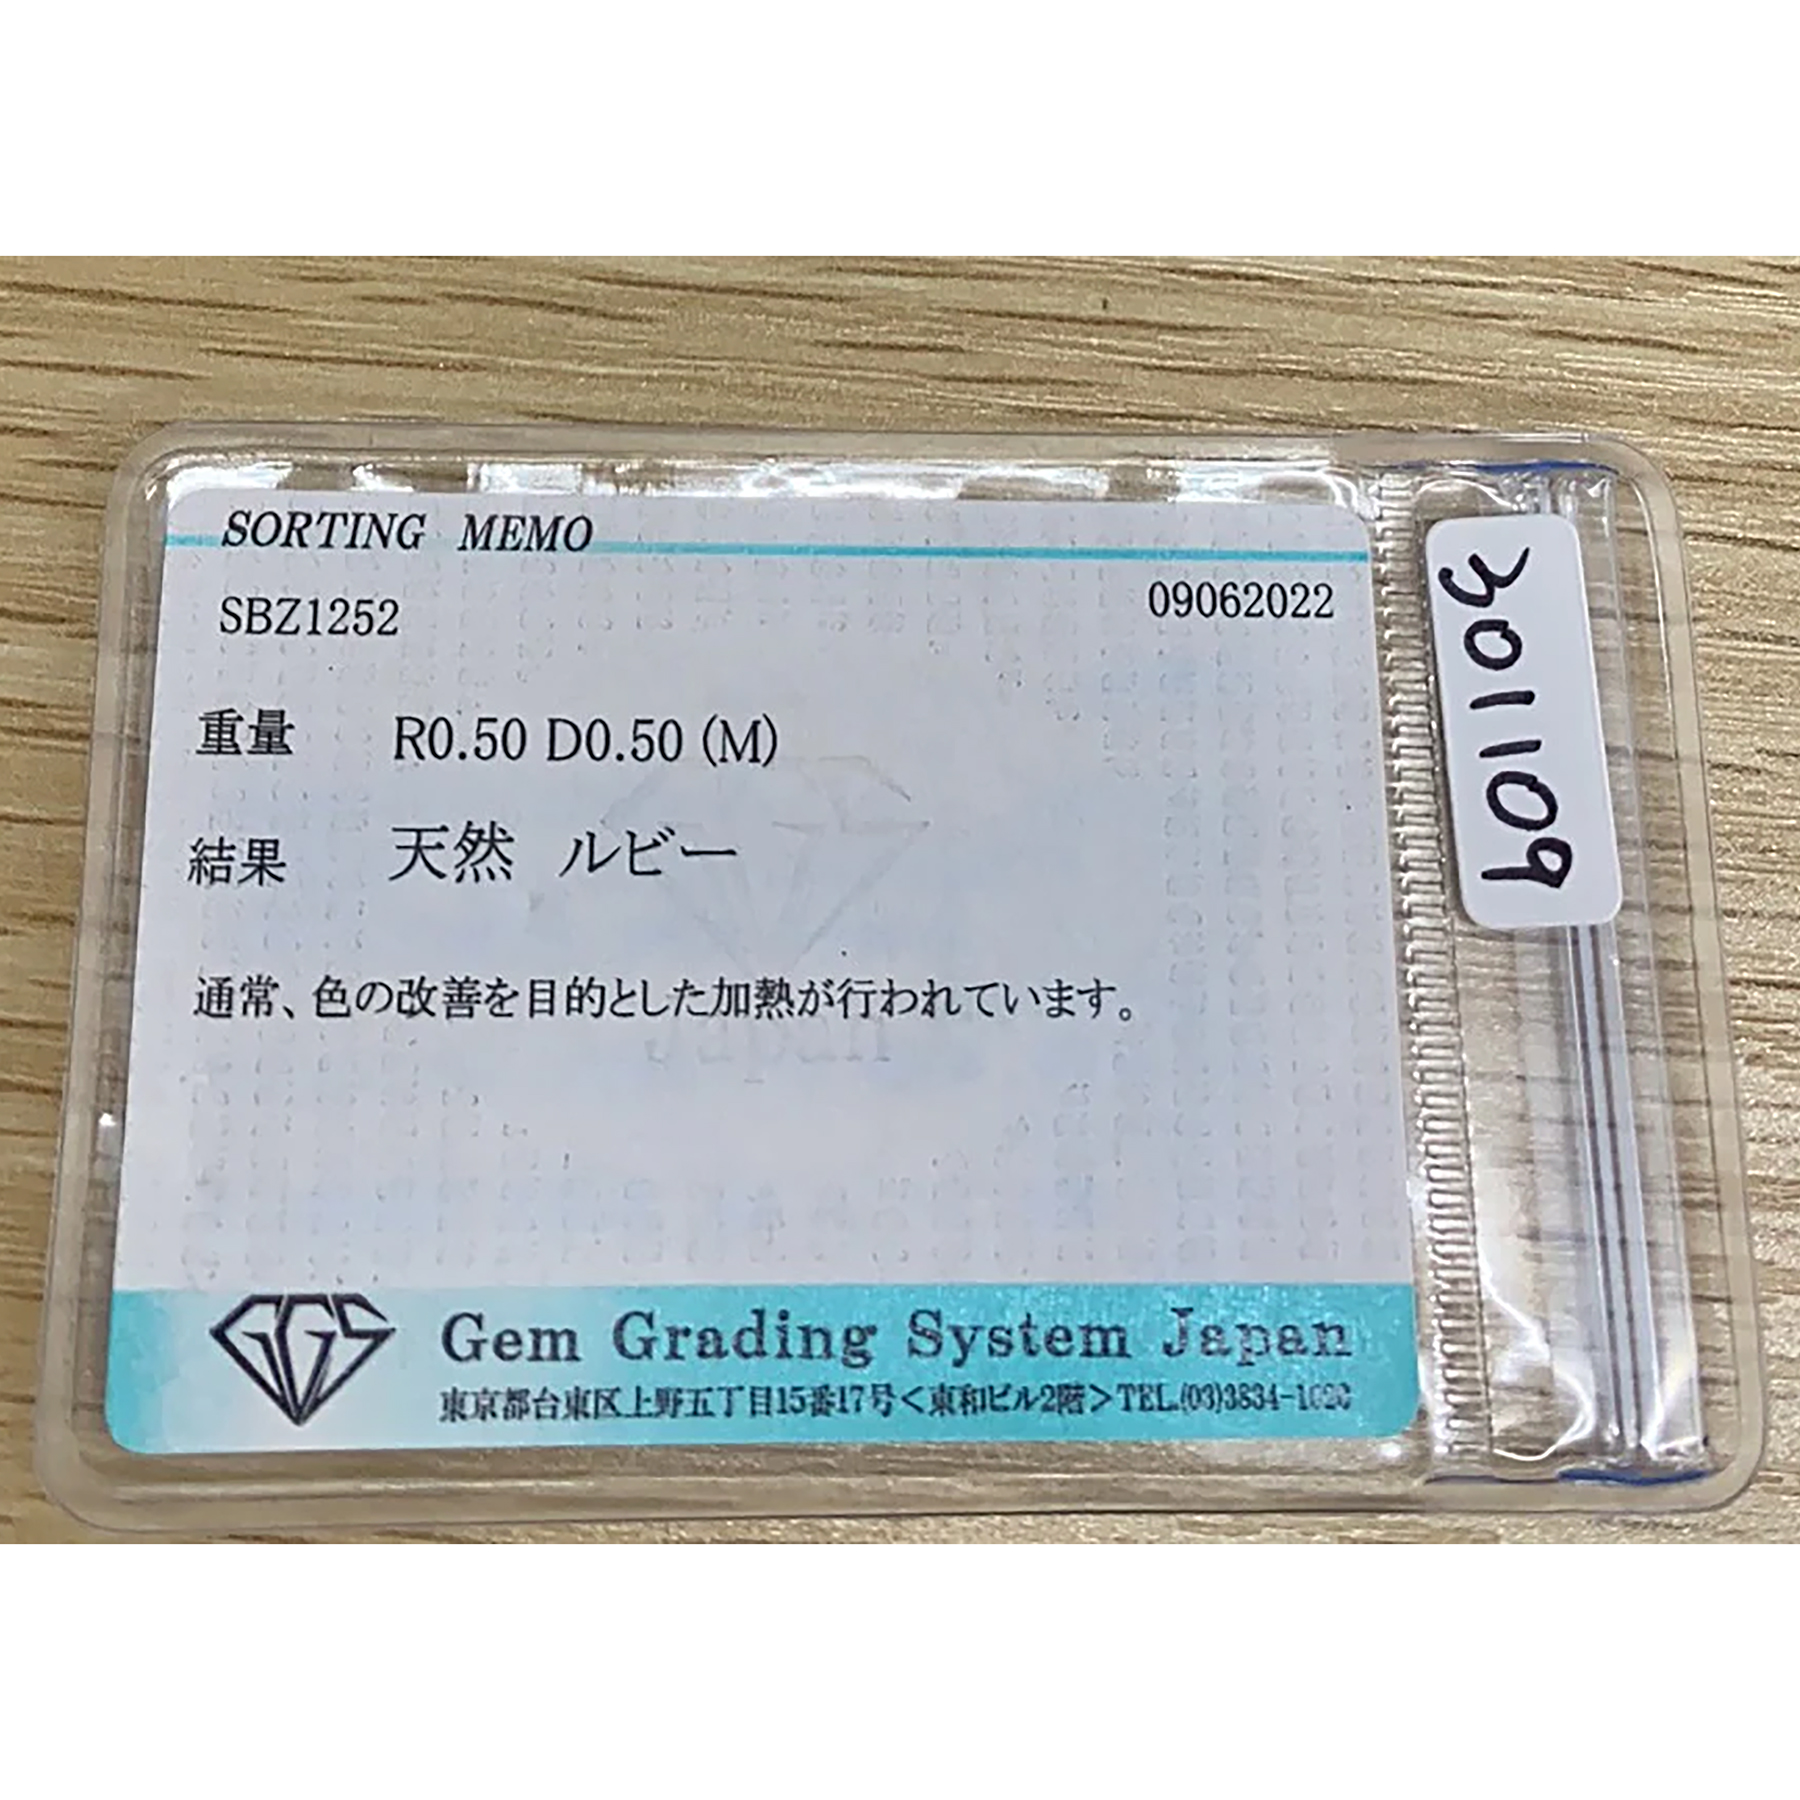 SORTING MEMO
SBZ1252 09062022
重量 R0.50 D0.50 (M)
結果 天然 ルビー
通常、色の改善を目的とした加熱が行われています。
Japan
GGS Gem Grading System Japan
東京都台東区上野五丁目15番17号<東和ビル2階>TEL.(03)3834-1020
301109